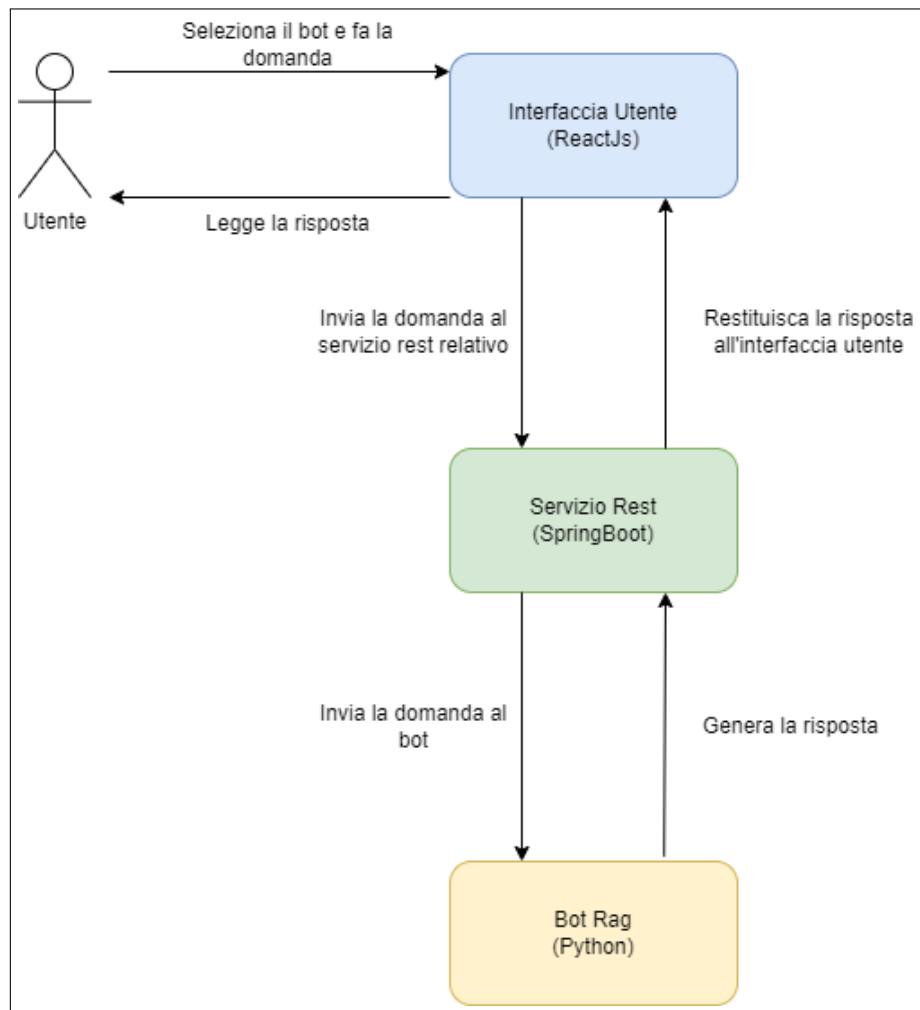 Seleziona il bot e fa la
domanda
Interfaccia Utente
(ReactJs)
Utente
Legge la risposta
Invia la domanda al
servizio rest relativo
Restituisca la risposta
all'interfaccia utente
Servizio Rest
(SpringBoot)
Invia la domanda al
bot
Genera la risposta
Bot Rag
(Python)